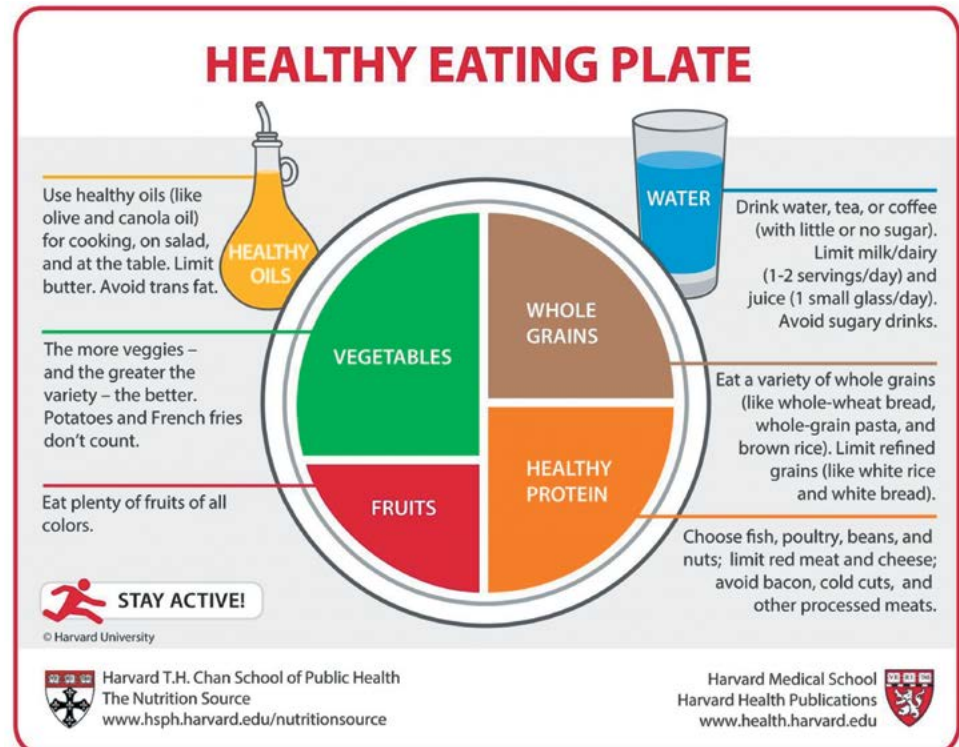 HEALTHY EATING PLATE
Use healthy oils (like
olive and canola oil)
for cooking, on salad,
and at the table. Limit
butter. Avoid trans fat.
HEALTHY
OILS
The more veggies –
and the greater the
variety – the better.
Potatoes and French fries
don't count.
Eat plenty of fruits of all
colors.
VEGETABLES
FRUITS
WHOLE
GRAINS
HEALTHY
PROTEIN
WATER
Drink water, tea, or coffee
(with little or no sugar).
Limit milk/dairy
(1-2 servings/day) and
juice (1 small glass/day).
Avoid sugary drinks.
Eat a variety of whole grains
(like whole-wheat bread,
whole-grain pasta, and
brown rice). Limit refined
grains (like white rice
and white bread).
Choose fish, poultry, beans, and
nuts; limit red meat and cheese;
avoid bacon, cold cuts, and
other processed meats.
STAY ACTIVE!
© Harvard University
Harvard T.H. Chan School of Public Health
The Nutrition Source
www.hsph.harvard.edu/nutritionsource
Harvard Medical School
Harvard Health Publications
www.health.harvard.edu